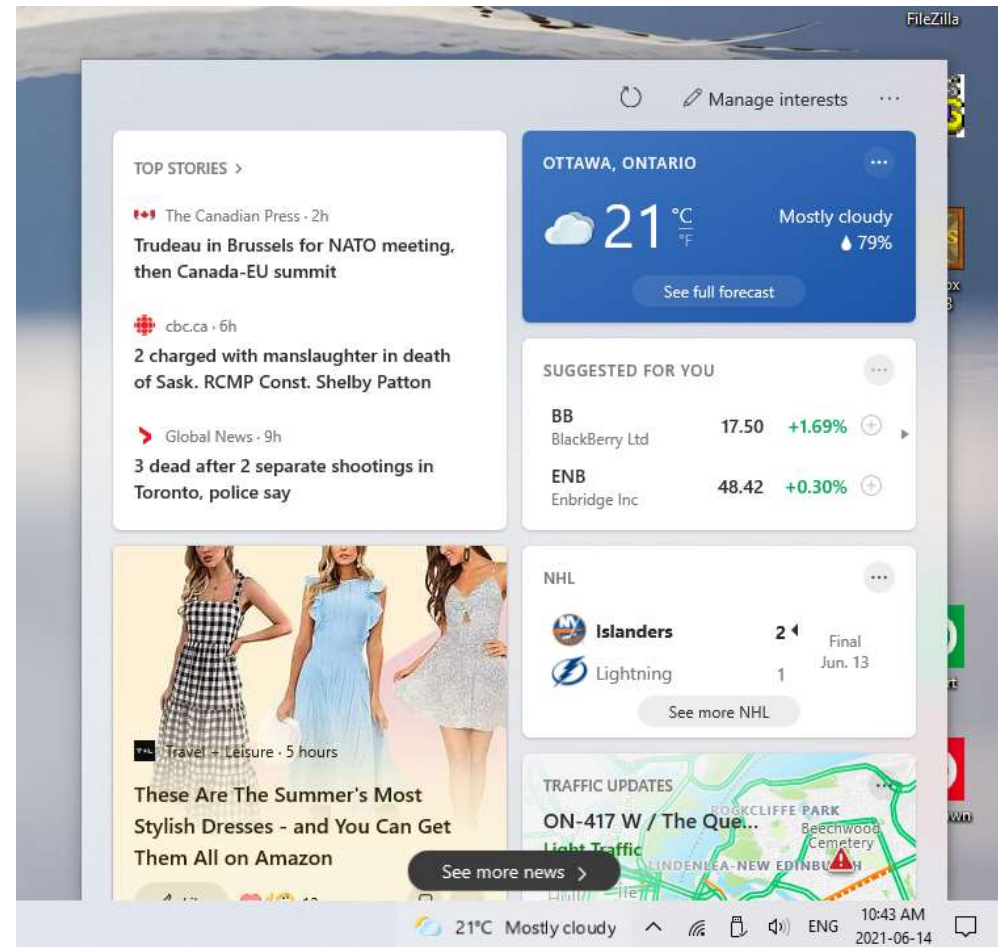 FileZilla
Manage interests
TOP STORIES >
The Canadian Press · 2h
Trudeau in Brussels for NATO meeting,
then Canada-EU summit
cbc.ca · 6h
2 charged with manslaughter in death
of Sask. RCMP Const. Shelby Patton
Global News · 9h
3 dead after 2 separate shootings in
Toronto, police say
OTTAWA, ONTARIO
21 °C
°F
Mostly cloudy
79%
See full forecast
SUGGESTED FOR YOU
BB
BlackBerry Ltd
17.50 +1.69%
ENB
Enbridge Inc
48.42 +0.30%
NHL
Islanders 2
Lightning 1
Final
Jun. 13
See more NHL
Travel + Leisure · 5 hours
These Are The Summer's Most
Stylish Dresses - and You Can Get
Them All on Amazon
TRAFFIC UPDATES
ON-417 W / The Que...
Light Traffic
ROCKCLIFFE PARK
Beechwood
Cemetery
LINDENLEA-NEW EDINBURGH
See more news >
21°C Mostly cloudy
ENG
10:43 AM
2021-06-14